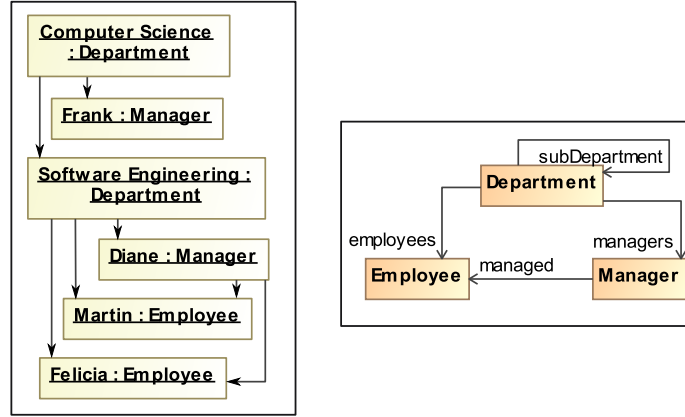 Computer Science
: Department
Frank : Manager
Software Engineering :
Department
Diane : Manager
Martin : Employee
Felicia : Employee
subDepartment
Department
employees
managers
Employee
managed
Manager